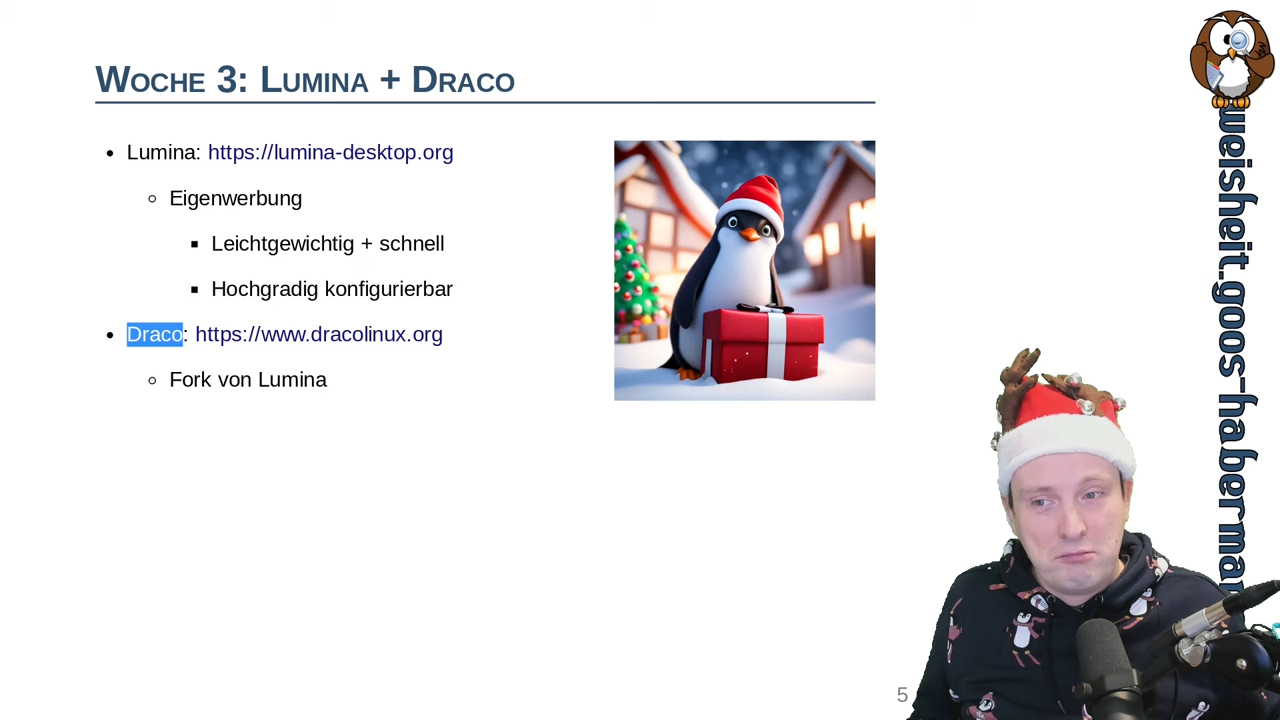 Woche 3: Lumina + Draco
Lumina: https://lumina-desktop.org
Eigenwerbung
Leichtgewichtig + schnell
Hochgradig konfigurierbar
Draco: https://www.dracolinux.org
Fork von Lumina
5